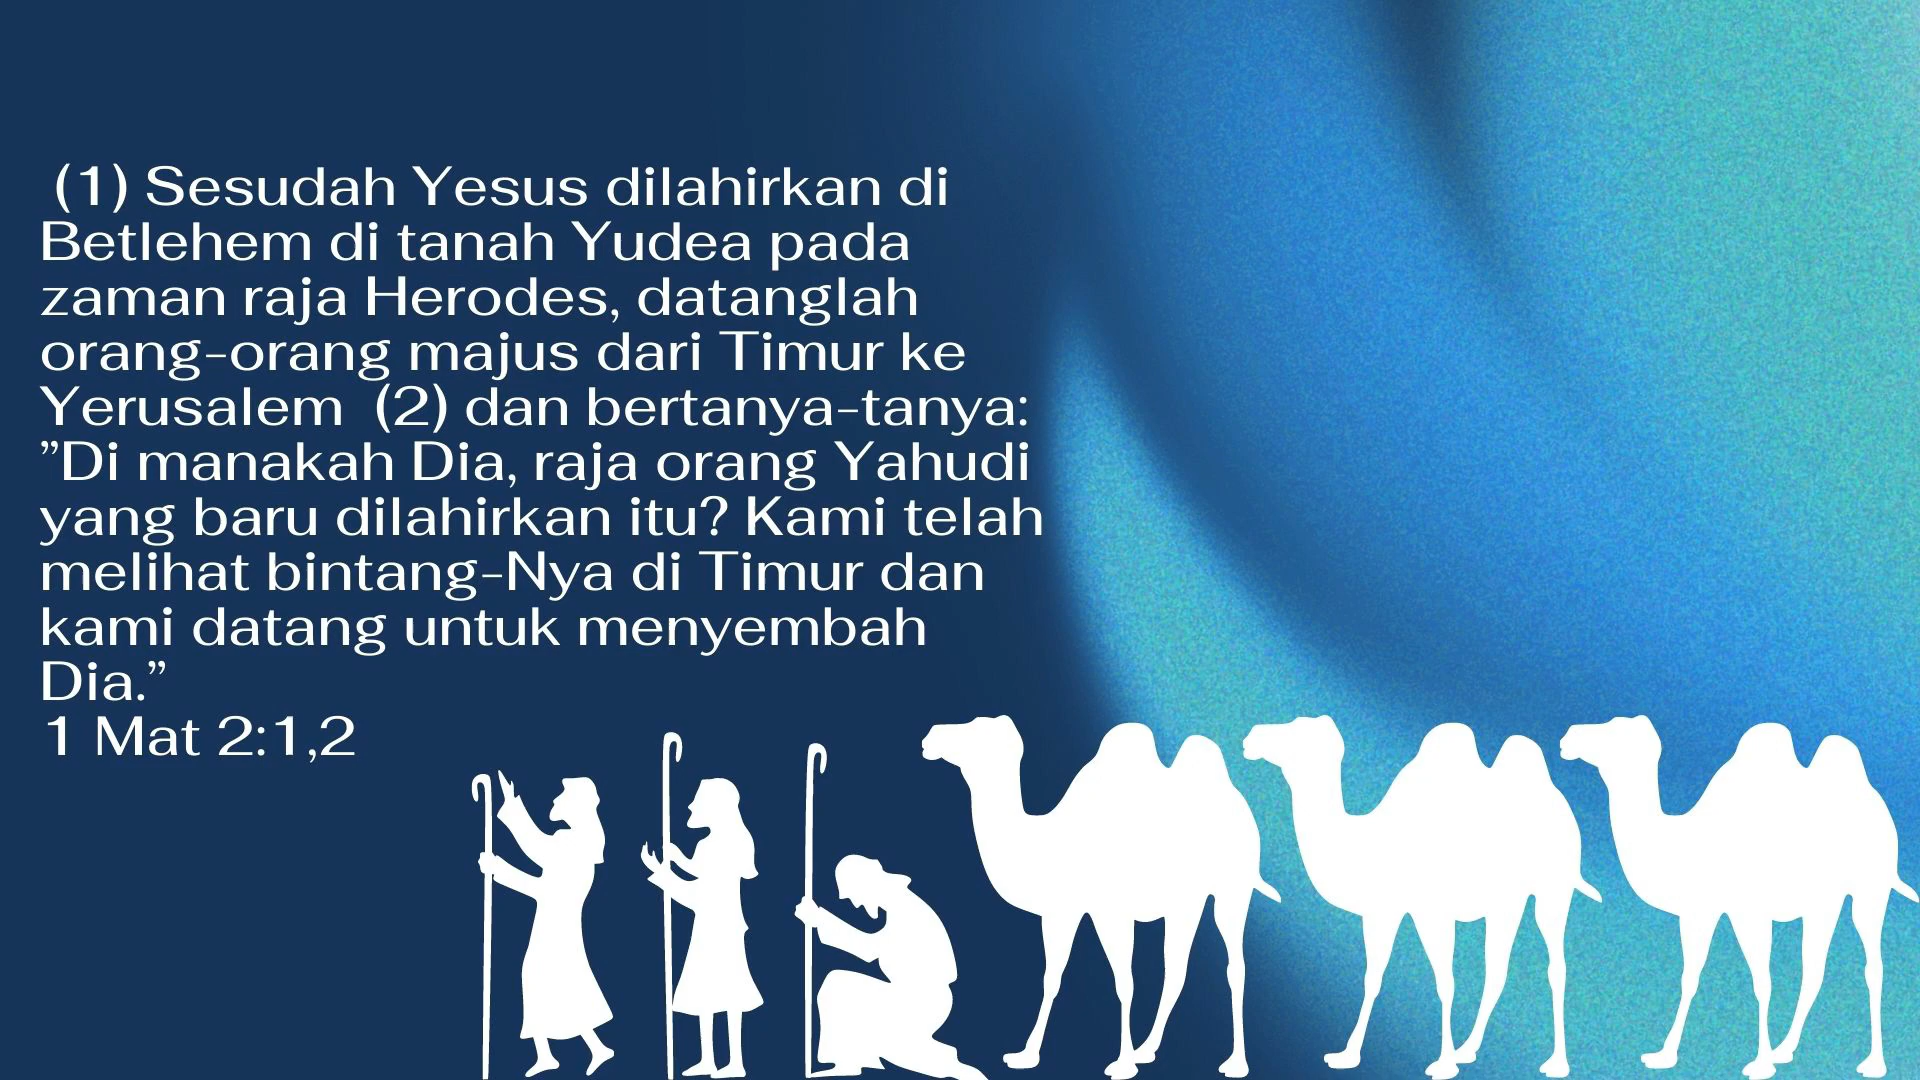 (1) Sesudah Yesus dilahirkan di
Betlehem di tanah Yudea pada
zaman raja Herodes, datanglah
orang-orang majus dari Timur ke
Yerusalem  (2) dan bertanya-tanya:
”Di manakah Dia, raja orang Yahudi
yang baru dilahirkan itu? Kami telah
melihat bintang-Nya di Timur dan
kami datang untuk menyembah
Dia.”
1 Mat 2:1,2